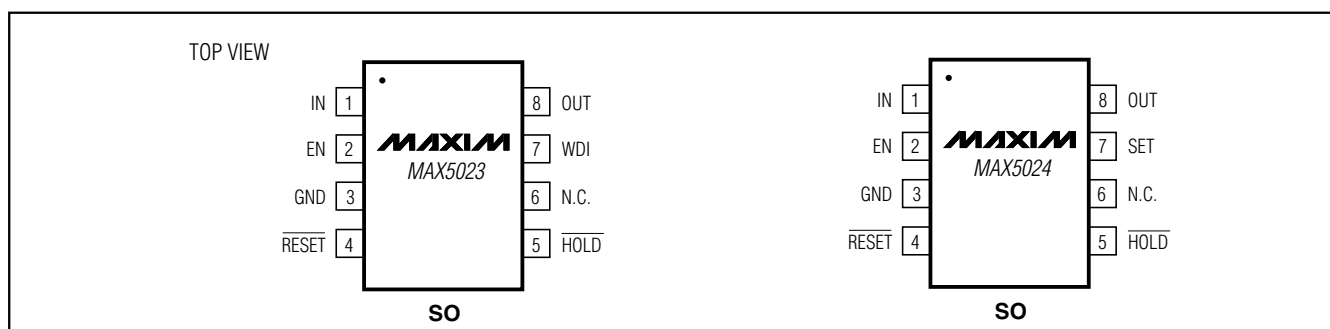 TOP VIEW
IN 1
EN 2
GND 3
RESET 4
MAXIM
MAX5023
8 OUT
7 WDI
6 N.C.
5 HOLD
SO
IN 1
EN 2
GND 3
RESET 4
MAXIM
MAX5024
8 OUT
7 SET
6 N.C.
5 HOLD
SO